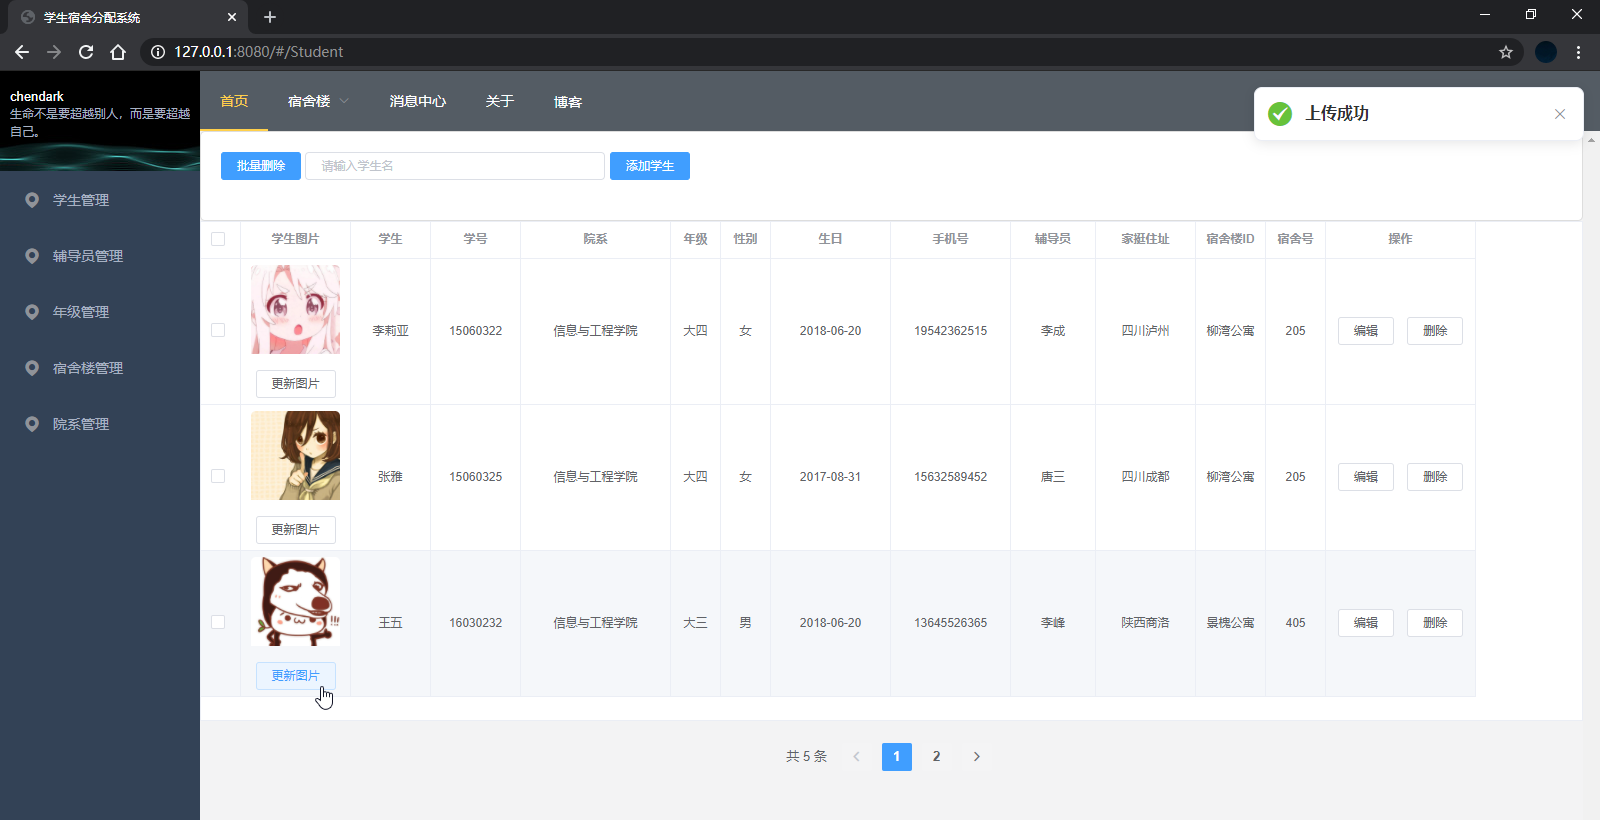 学生宿舍分配系统
127.0.0.1:8080/#/Student
chendark
生命不是要超越别人，而是要超越
自己。
首页 宿舍楼 消息中心 关于 博客
上传成功
学生管理
辅导员管理
年级管理
宿舍楼管理
院系管理
批量删除 请输入学生名 添加学生
学生图片 学生 学号 院系 年级 性别 生日 手机号 辅导员 家挺住址 宿舍楼ID 宿舍号 操作
李莉亚 15060322 信息与工程学院 大四 女 2018-06-20 19542362515 李成 四川泸州 柳湾公寓 205 编辑 删除
更新图片
张雅 15060325 信息与工程学院 大四 女 2017-08-31 15632589452 唐三 四川成都 柳湾公寓 205 编辑 删除
更新图片
!!!
王五 16030232 信息与工程学院 大三 男 2018-06-20 13645526365 李峰 陕西商洛 景槐公寓 405 编辑 删除
更新图片
共 5 条 1 2